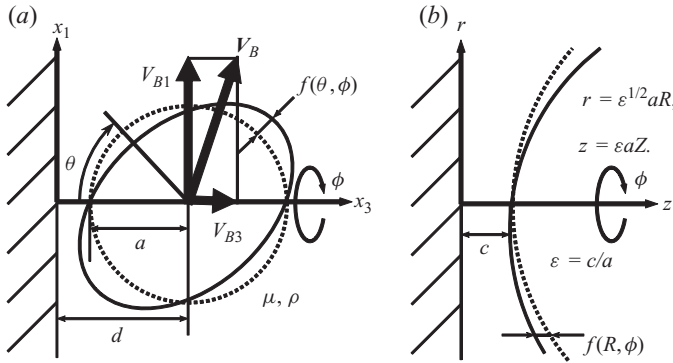 (a)
x₁
V_B1
V_B
f(θ, ϕ)
θ
ϕ
x₃
a
V_B3
μ, ρ
d
(b)
r
r = ε^{1/2}aR,
z = εaZ.
ϕ
z
c
ε = c/a
f(R, ϕ)